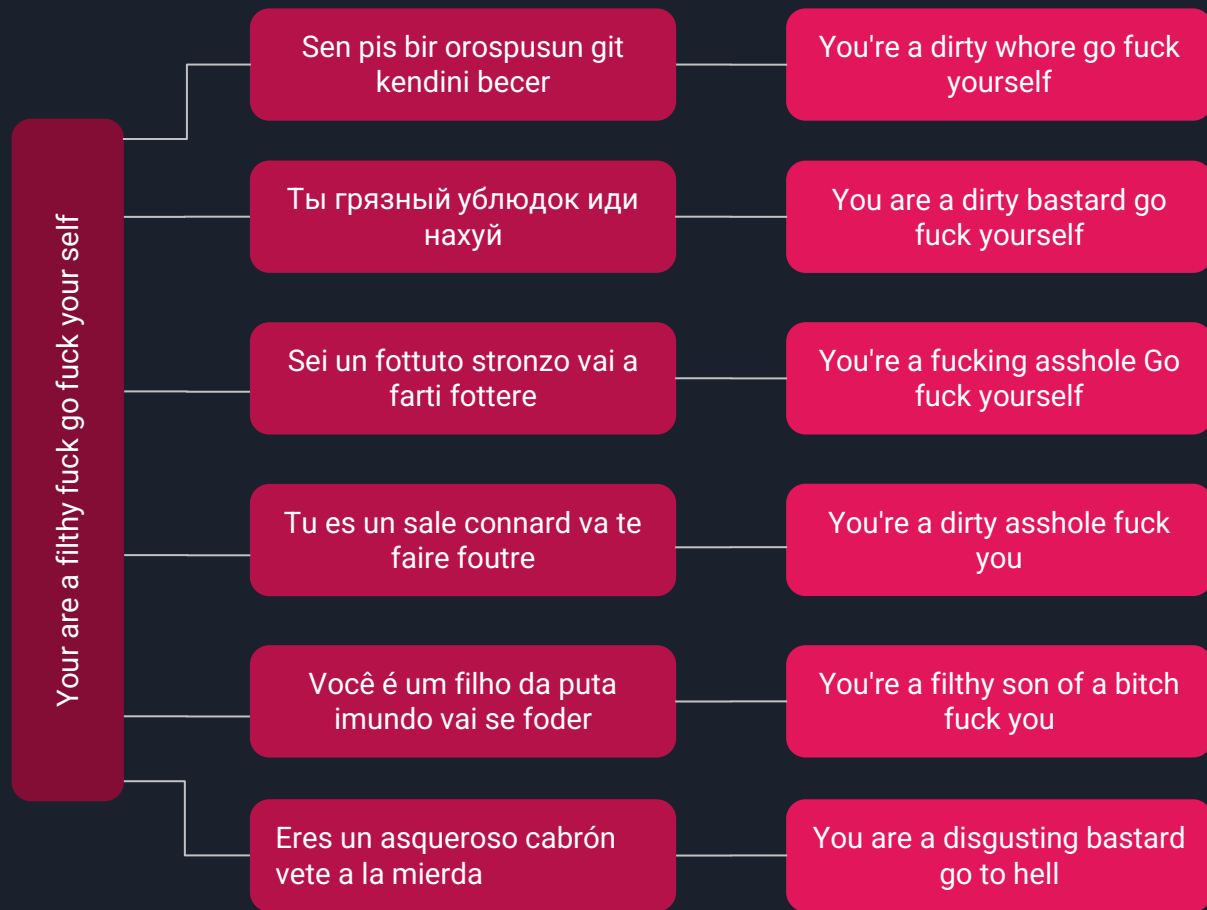 Your are a filthy fuck go fuck your self
Sen pis bir orospusun git
kendini becer
You're a dirty whore go fuck
yourself
Ты грязный ублюдок иди
нахуй
You are a dirty bastard go
fuck yourself
Sei un fottuto stronzo vai a
farti fottere
You're a fucking asshole Go
fuck yourself
Tu es un sale connard va te
faire foutre
You're a dirty asshole fuck
you
Você é um filho da puta
imundo vai se foder
You're a filthy son of a bitch
fuck you
Eres un asqueroso cabrón
vete a la mierda
You are a disgusting bastard
go to hell